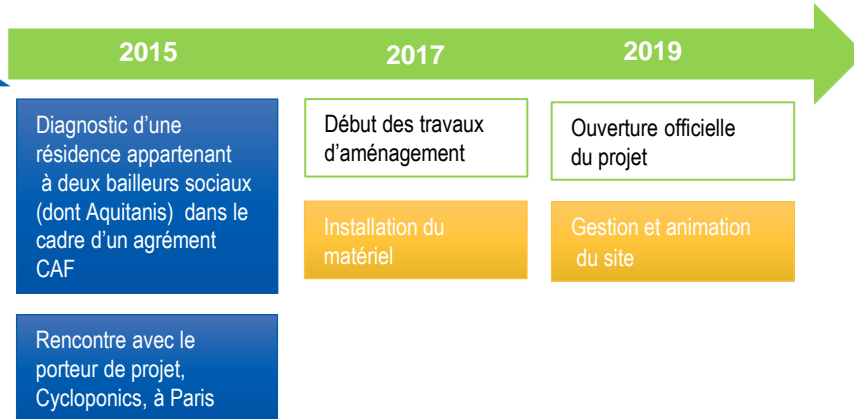 2015
2017
2019
Diagnostic d'une
résidence appartenant
à deux bailleurs sociaux
(dont Aquitanis) dans le
cadre d'un agrément
CAF
Rencontre avec le
porteur de projet,
Cycloponics, à Paris
Début des travaux
d'aménagement
Installation du
matériel
Ouverture officielle
du projet
Gestion et animation
du site